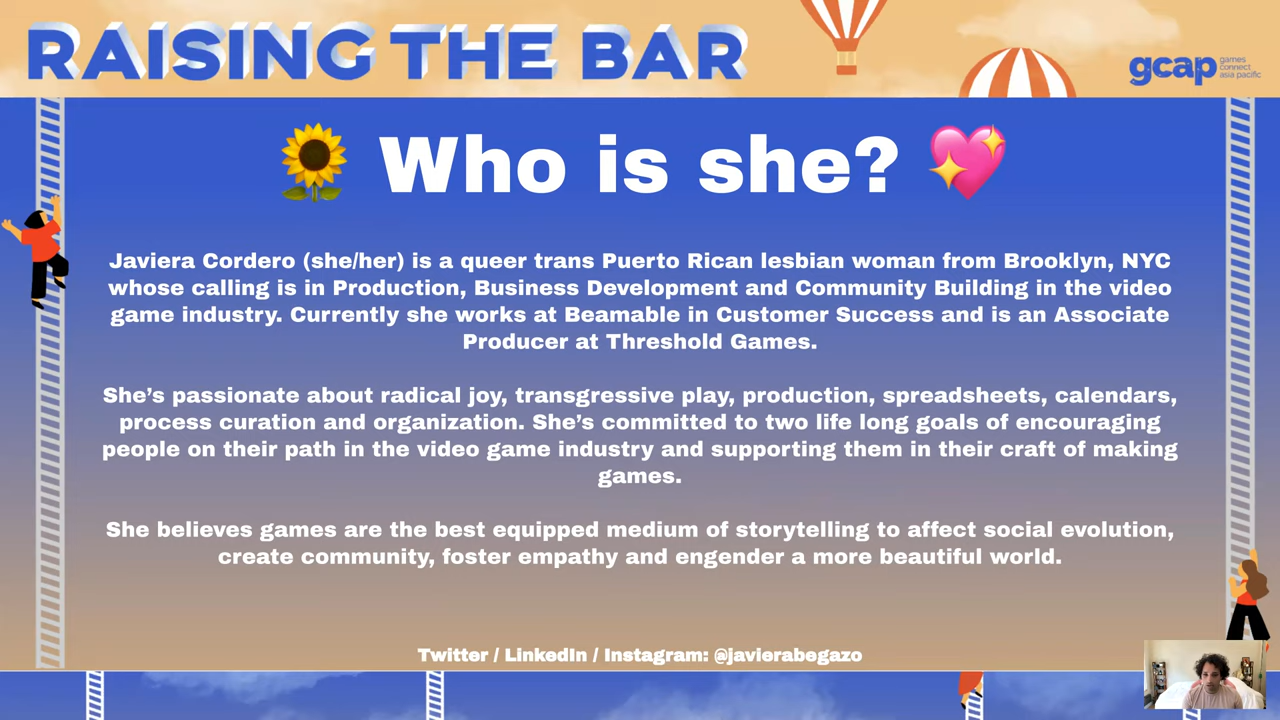 RAISING THE BAR
gcap games
connect
asia pacific
🌻 Who is she? 💖
Javiera Cordero (she/her) is a queer trans Puerto Rican lesbian woman from Brooklyn, NYC
whose calling is in Production, Business Development and Community Building in the video
game industry. Currently she works at Beamable in Customer Success and is an Associate
Producer at Threshold Games.
She’s passionate about radical joy, transgressive play, production, spreadsheets, calendars,
process curation and organization. She’s committed to two life long goals of encouraging
people on their path in the video game industry and supporting them in their craft of making
games.
She believes games are the best equipped medium of storytelling to affect social evolution,
create community, foster empathy and engender a more beautiful world.
Twitter / LinkedIn / Instagram: @javierabegazo